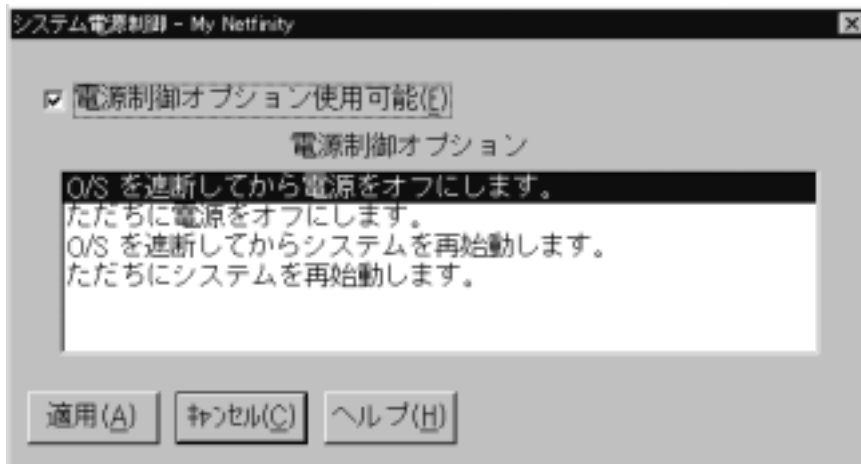 システム電源制御 - My Netfinity
電源制御オプション使用可能(E)
電源制御オプション
O/S を遮断してから電源をオフにします。
ただちに電源をオフにします。
O/S を遮断してからシステムを再始動します。
ただちにシステムを再始動します。
適用(A) キャンセル(C) ヘルプ(H)